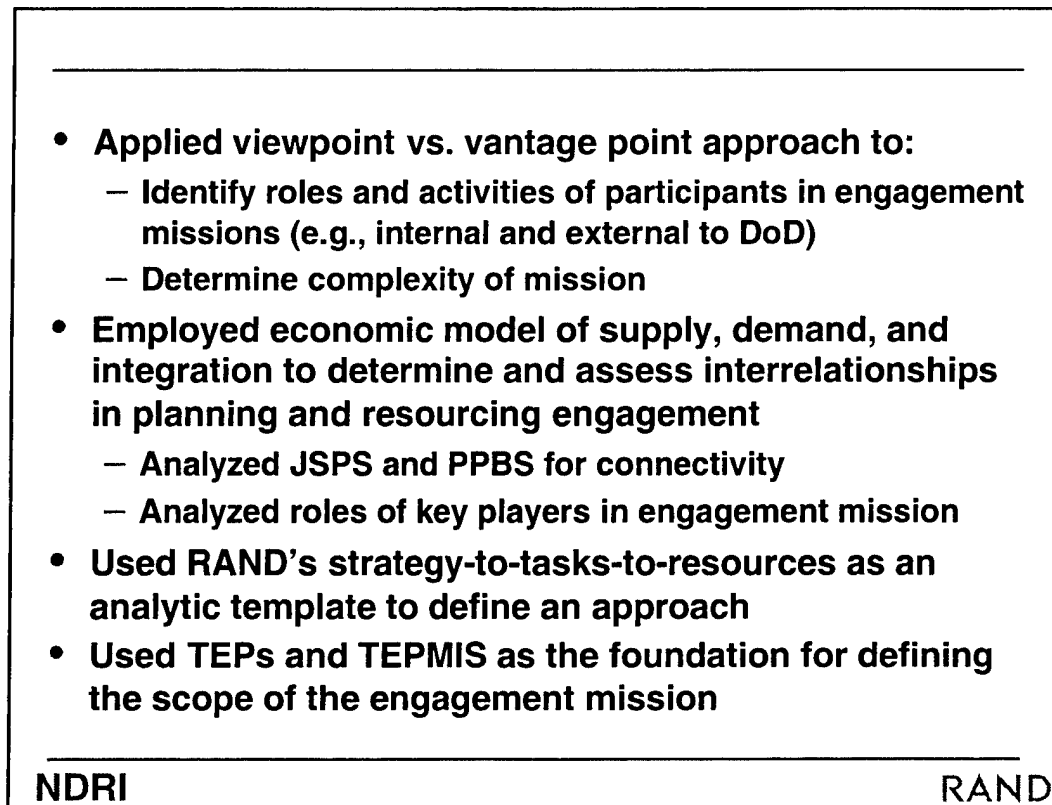 • Applied viewpoint vs. vantage point approach to:
– Identify roles and activities of participants in engagement
missions (e.g., internal and external to DoD)
– Determine complexity of mission
• Employed economic model of supply, demand, and
integration to determine and assess interrelationships
in planning and resourcing engagement
– Analyzed JSPS and PPBS for connectivity
– Analyzed roles of key players in engagement mission
• Used RAND's strategy-to-tasks-to-resources as an
analytic template to define an approach
• Used TEPs and TEPMIS as the foundation for defining
the scope of the engagement mission
NDRI RAND